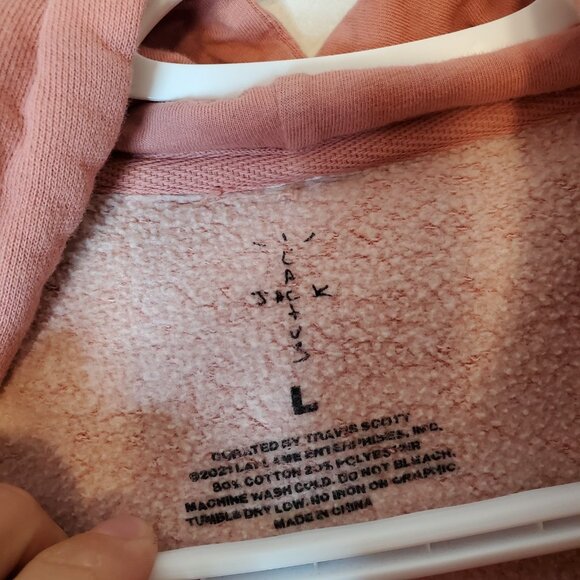 CACTUS
JACK
L
CURATED BY TRAVIS SCOTT
©2021 LAFLAME ENTERPRISES, INC.
80% COTTON 20% POLYESTER
MACHINE WASH COLD. DO NOT BLEACH.
TUMBLE DRY LOW. NO IRON ON GRAPHIC.
MADE IN CHINA